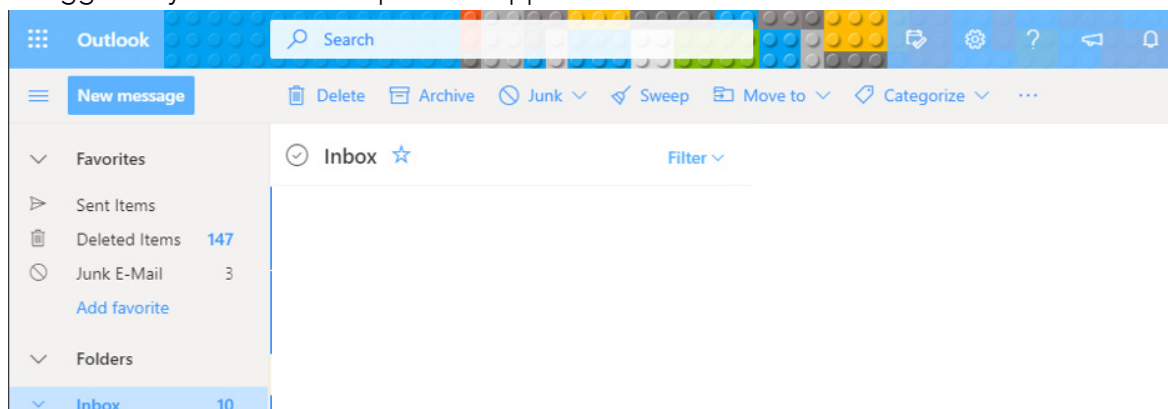 Outlook
Search
?
New message
Delete Archive Junk Sweep Move to Categorize ...
Favorites
Inbox
Filter
Sent Items
Deleted Items 147
Junk E-Mail 3
Add favorite
Folders
Inbox 10